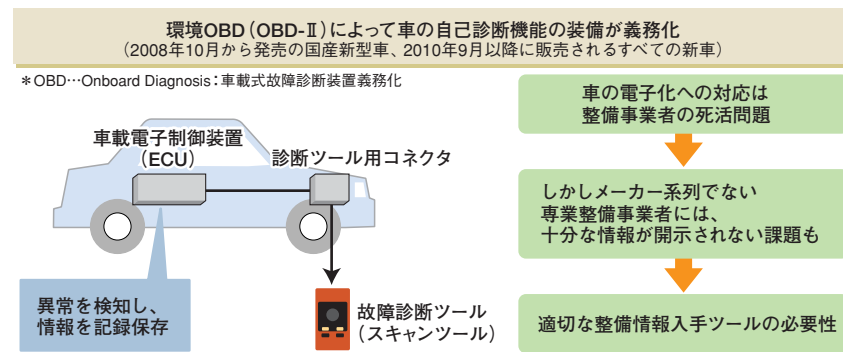 環境OBD（OBD-Ⅱ）によって車の自己診断機能の装備が義務化
（2008年10月から発売の国産新型車、2010年9月以降に販売されるすべての新車）
＊OBD…Onboard Diagnosis：車載式故障診断装置義務化
車載電子制御装置
（ECU）
診断ツール用コネクタ
異常を検知し、
情報を記録保存
故障診断ツール
（スキャンツール）
車の電子化への対応は
整備事業者の死活問題
しかしメーカー系列でない
専業整備事業者には、
十分な情報が開示されない課題も
適切な整備情報入手ツールの必要性